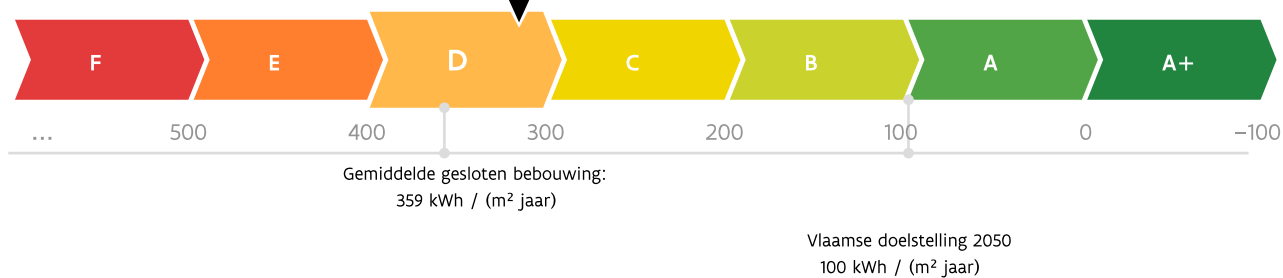 F E D C B A A+
... 500 400 300 200 100 0 −100
Gemiddelde gesloten bebouwing:
359 kWh / (m² jaar)
Vlaamse doelstelling 2050
100 kWh / (m² jaar)